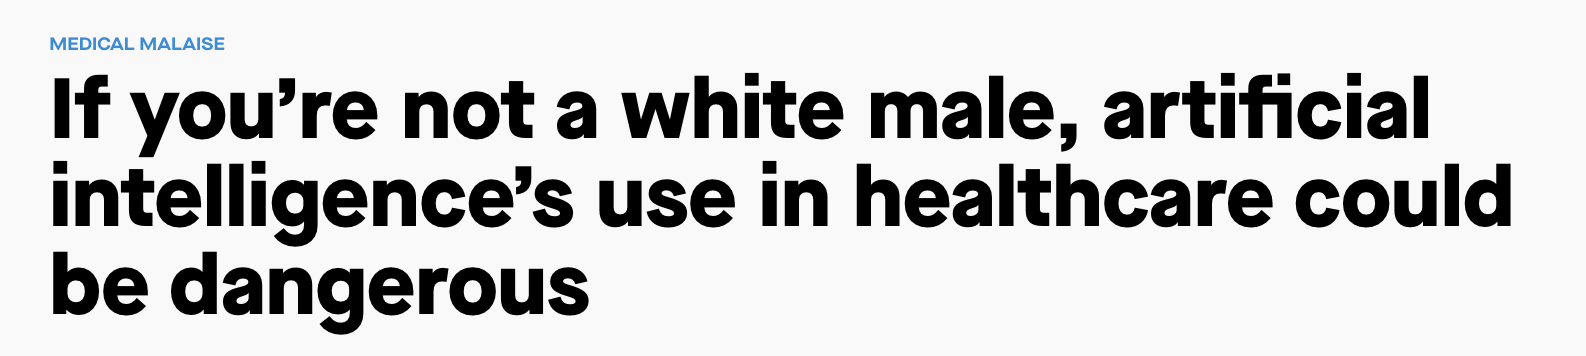 MEDICAL MALAISE
If you’re not a white male, artificial
intelligence’s use in healthcare could
be dangerous